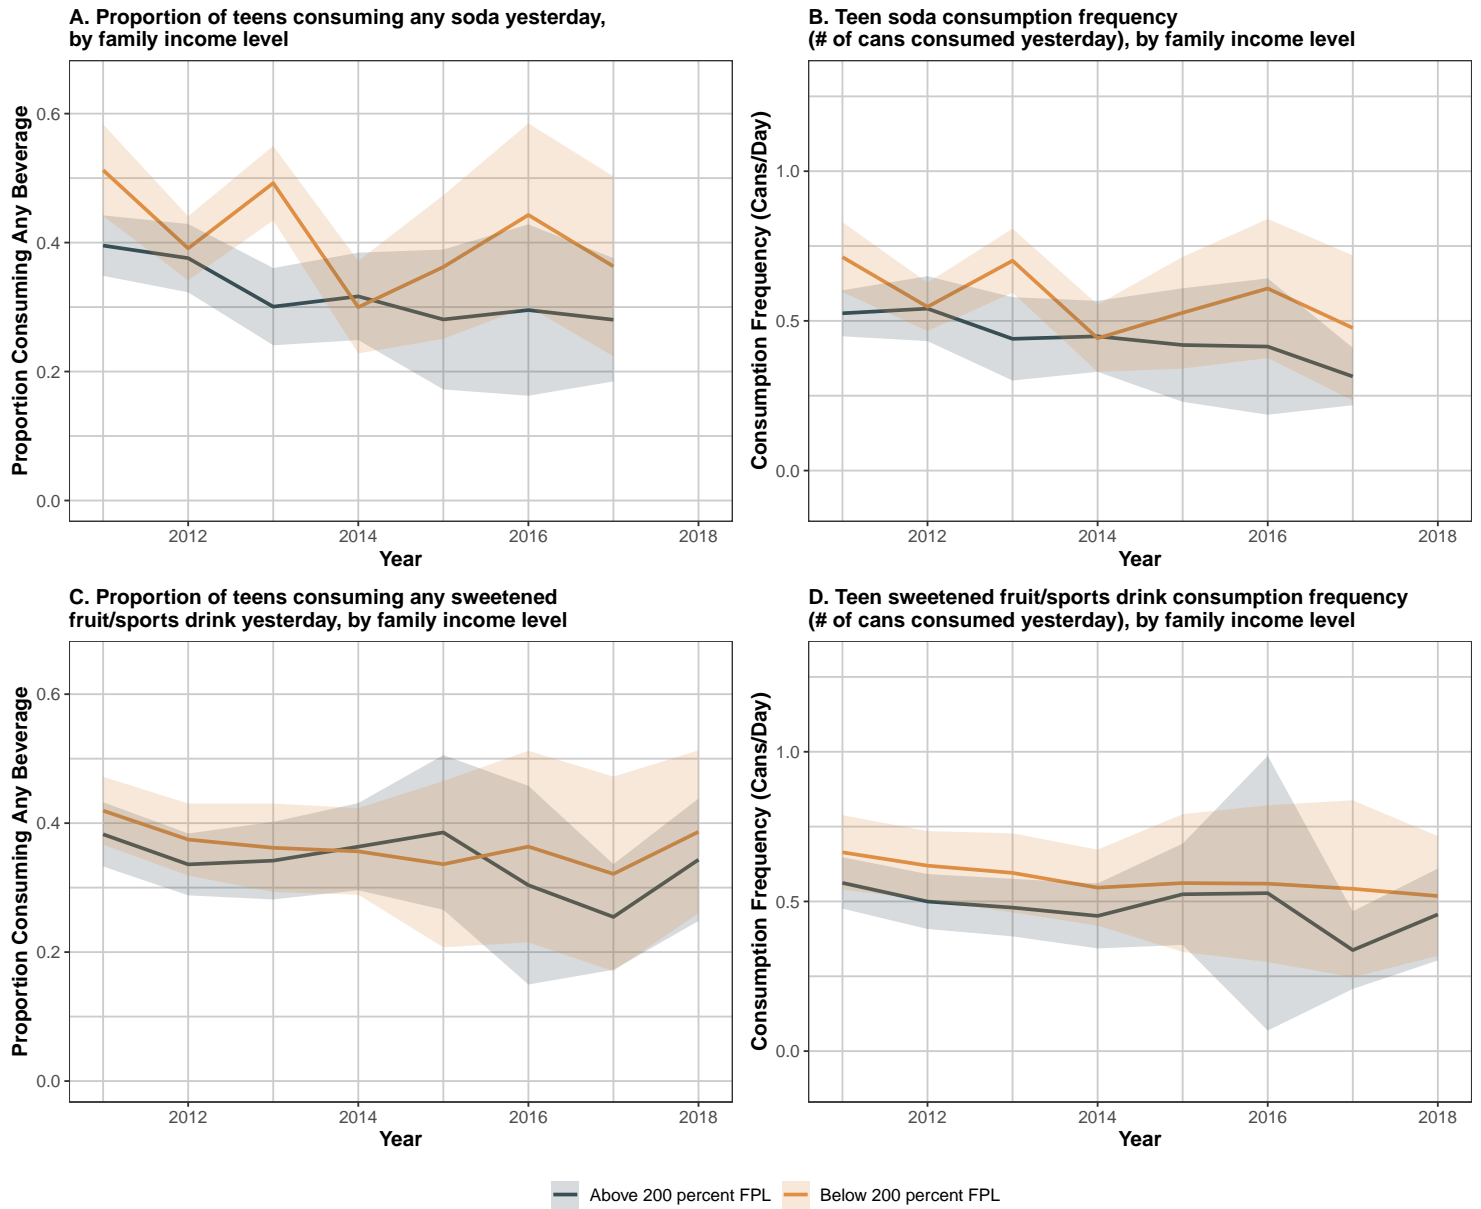 A. Proportion of teens consuming any soda yesterday,
by family income level
Proportion Consuming Any Beverage
0.6
0.4
0.2
0.0
2012
2014
2016
2018
Year
B. Teen soda consumption frequency
(# of cans consumed yesterday), by family income level
Consumption Frequency (Cans/Day)
1.0
0.5
0.0
2012
2014
2016
2018
Year
C. Proportion of teens consuming any sweetened
fruit/sports drink yesterday, by family income level
Proportion Consuming Any Beverage
0.6
0.4
0.2
0.0
2012
2014
2016
2018
Year
D. Teen sweetened fruit/sports drink consumption frequency
(# of cans consumed yesterday), by family income level
Consumption Frequency (Cans/Day)
1.0
0.5
0.0
2012
2014
2016
2018
Year
Above 200 percent FPL
Below 200 percent FPL